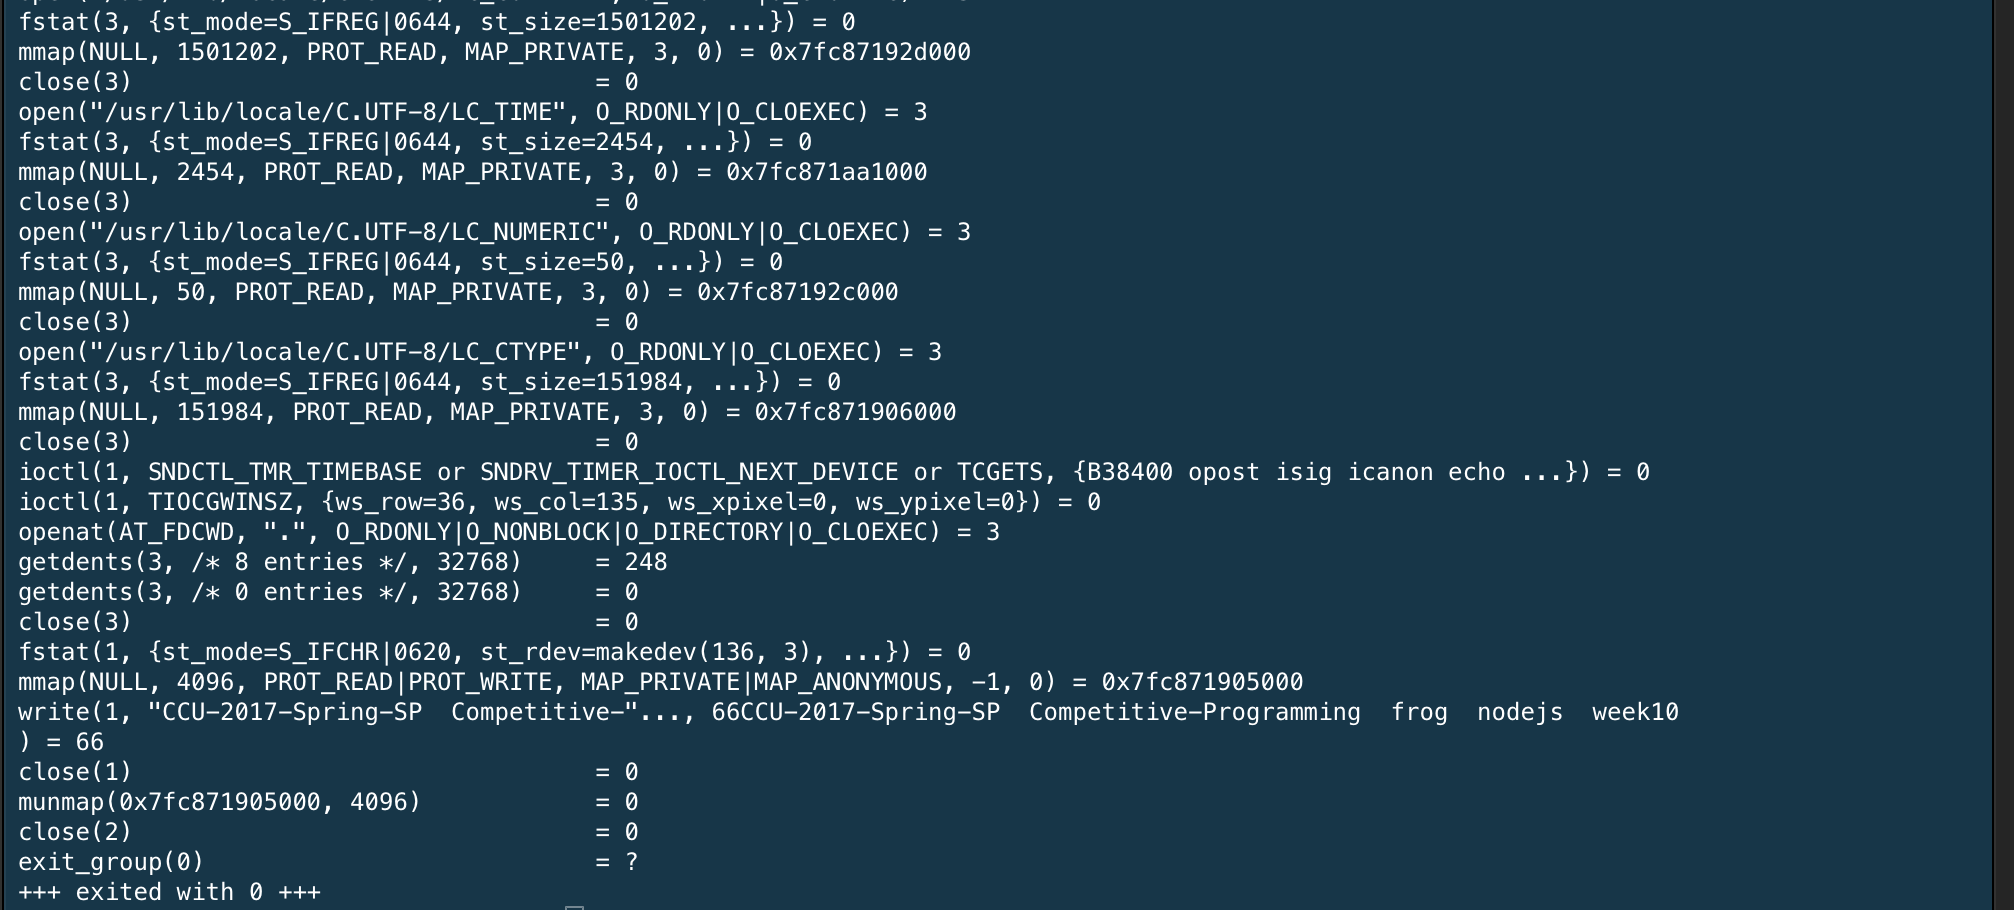 fstat(3, {st_mode=S_IFREG|0644, st_size=1501202, ...}) = 0
mmap(NULL, 1501202, PROT_READ, MAP_PRIVATE, 3, 0) = 0x7fc87192d000
close(3)                                = 0
open("/usr/lib/locale/C.UTF-8/LC_TIME", O_RDONLY|O_CLOEXEC) = 3
fstat(3, {st_mode=S_IFREG|0644, st_size=2454, ...}) = 0
mmap(NULL, 2454, PROT_READ, MAP_PRIVATE, 3, 0) = 0x7fc871aa1000
close(3)                                = 0
open("/usr/lib/locale/C.UTF-8/LC_NUMERIC", O_RDONLY|O_CLOEXEC) = 3
fstat(3, {st_mode=S_IFREG|0644, st_size=50, ...}) = 0
mmap(NULL, 50, PROT_READ, MAP_PRIVATE, 3, 0) = 0x7fc87192c000
close(3)                                = 0
open("/usr/lib/locale/C.UTF-8/LC_CTYPE", O_RDONLY|O_CLOEXEC) = 3
fstat(3, {st_mode=S_IFREG|0644, st_size=151984, ...}) = 0
mmap(NULL, 151984, PROT_READ, MAP_PRIVATE, 3, 0) = 0x7fc871906000
close(3)                                = 0
ioctl(1, SNDCTL_TMR_TIMEBASE or SNDRV_TIMER_IOCTL_NEXT_DEVICE or TCGETS, {B38400 opost isig icanon echo ...}) = 0
ioctl(1, TIOCGWINSZ, {ws_row=36, ws_col=135, ws_xpixel=0, ws_ypixel=0}) = 0
openat(AT_FDCWD, ".", O_RDONLY|O_NONBLOCK|O_DIRECTORY|O_CLOEXEC) = 3
getdents(3, /* 8 entries */, 32768)     = 248
getdents(3, /* 0 entries */, 32768)     = 0
close(3)                                = 0
fstat(1, {st_mode=S_IFCHR|0620, st_rdev=makedev(136, 3), ...}) = 0
mmap(NULL, 4096, PROT_READ|PROT_WRITE, MAP_PRIVATE|MAP_ANONYMOUS, -1, 0) = 0x7fc871905000
write(1, "CCU-2017-Spring-SP  Competitive-"..., 66CCU-2017-Spring-SP  Competitive-Programming  frog  nodejs  week10
) = 66
close(1)                                = 0
munmap(0x7fc871905000, 4096)            = 0
close(2)                                = 0
exit_group(0)                           = ?
+++ exited with 0 +++